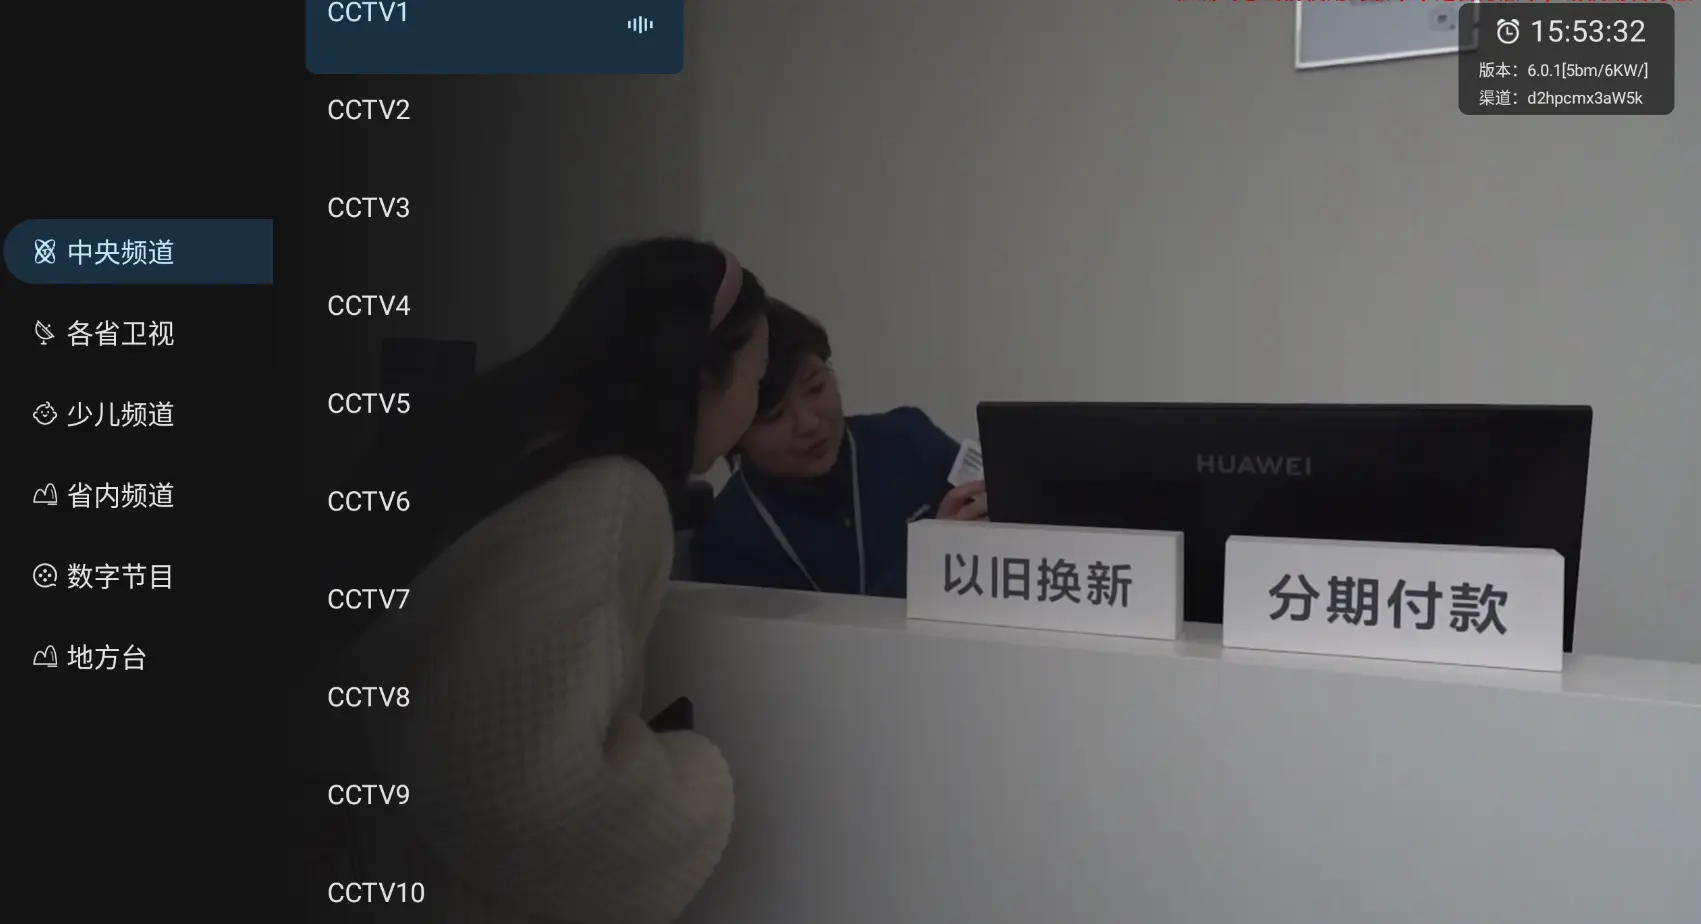 CCTV1
15:53:32
版本：6.0.1[5bm/6KW/]
渠道：d2hpcmx3aW5k
CCTV2
CCTV3
中央频道
CCTV4
各省卫视
CCTV5
少儿频道
HUAWEI
省内频道
CCTV6
以旧换新
分期付款
数字节目
CCTV7
地方台
CCTV8
CCTV9
CCTV10